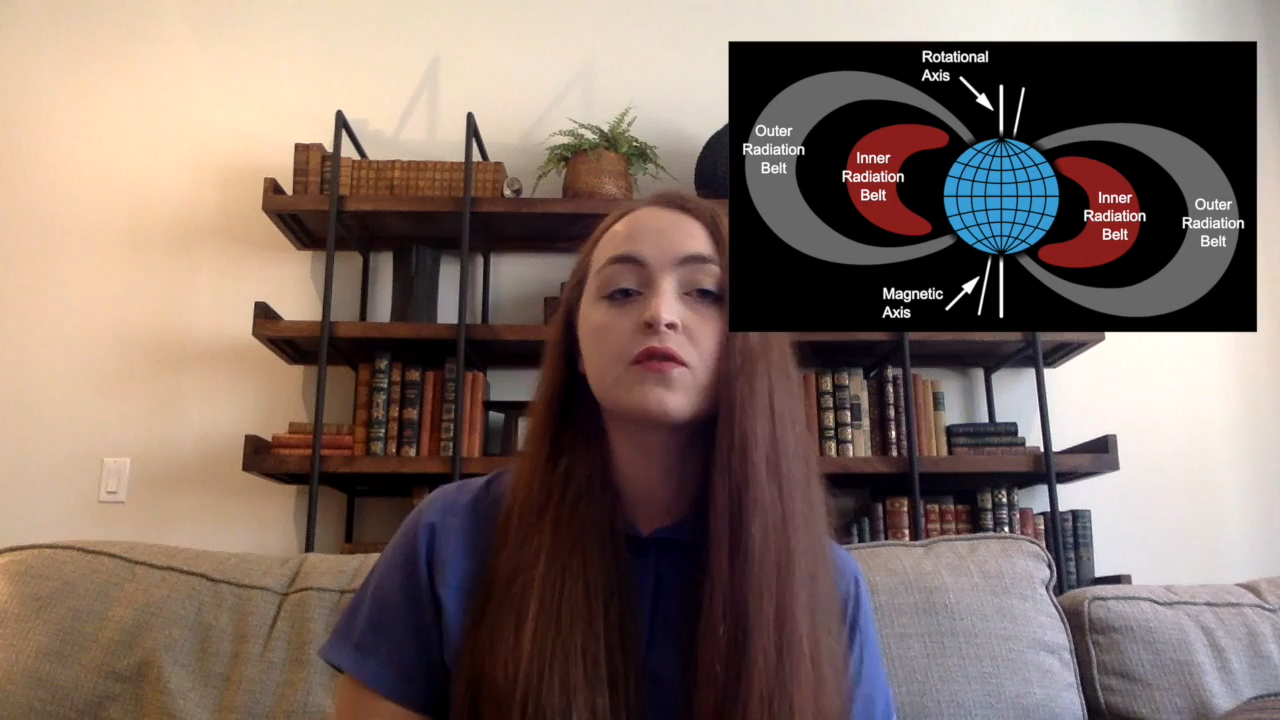 Rotational
Axis
Outer
Radiation
Belt
Inner
Radiation
Belt
Inner
Radiation
Belt
Outer
Radiation
Belt
Magnetic
Axis